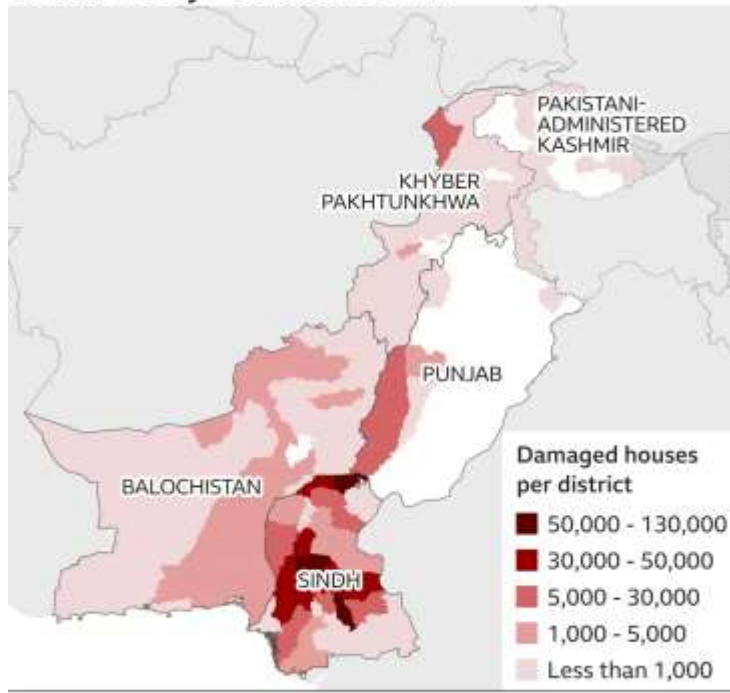 PAKISTANI-
ADMINISTERED
KASHMIR
KHYBER
PAKHTUNKHWA
PUNJAB
BALOCHISTAN
SINDH
Damaged houses
per district
50,000 - 130,000
30,000 - 50,000
5,000 - 30,000
1,000 - 5,000
Less than 1,000